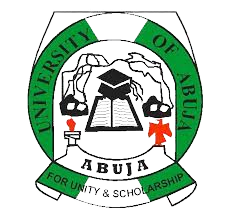 UNIVERSITY OF ABUJA
ABUJA
FOR UNITY & SCHOLARSHIP